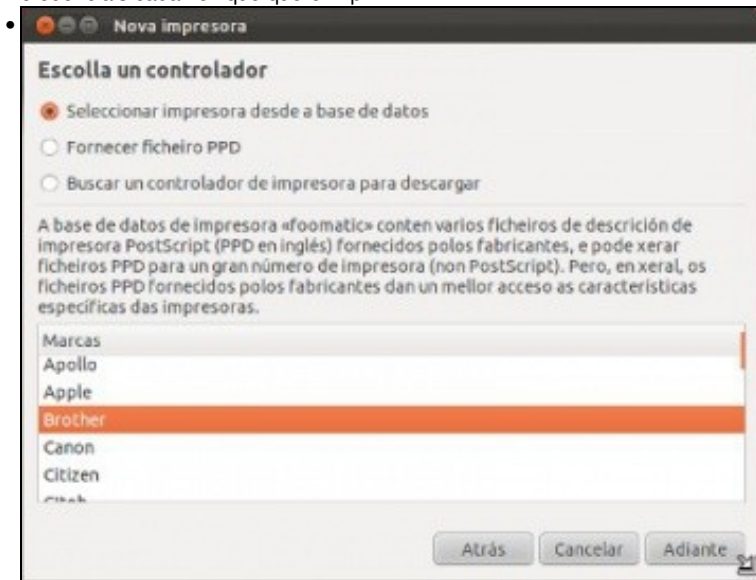 Nova impresora
Escolla un controlador
Seleccionar impresora desde a base de datos
Fornecer ficheiro PPD
Buscar un controlador de impresora para descargar
A base de datos de impresora «foomatic» conten varios ficheiros de descrición de
impresora PostScript (PPD en inglés) fornecidos polos fabricantes, e pode xerar
ficheiros PPD para un gran número de impresora (non PostScript). Pero, en xeral, os
ficheiros PPD fornecidos polos fabricantes dan un mellor acceso as características
específicas das impresoras.
Marcas
Apollo
Apple
Brother
Canon
Citizen
Atrás Cancelar Adiante